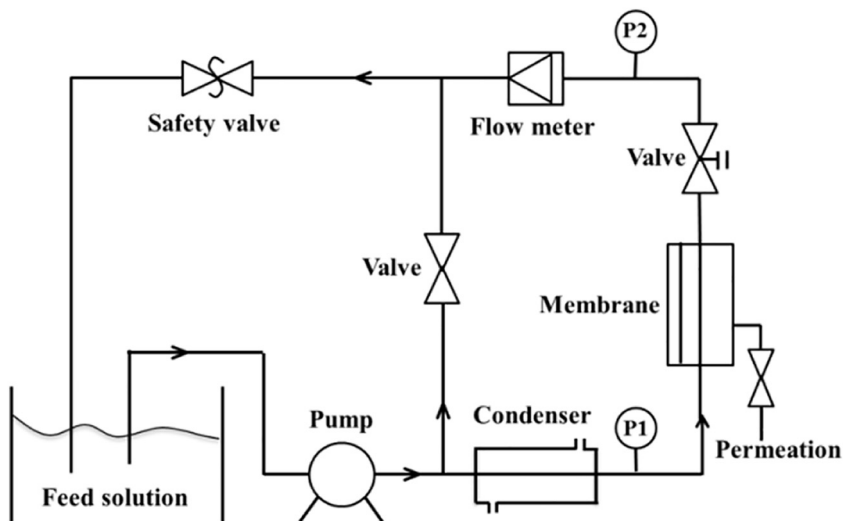 P2
Safety valve
Flow meter
Valve
Valve
Membrane
Pump
Condenser
P1
Permeation
Feed solution